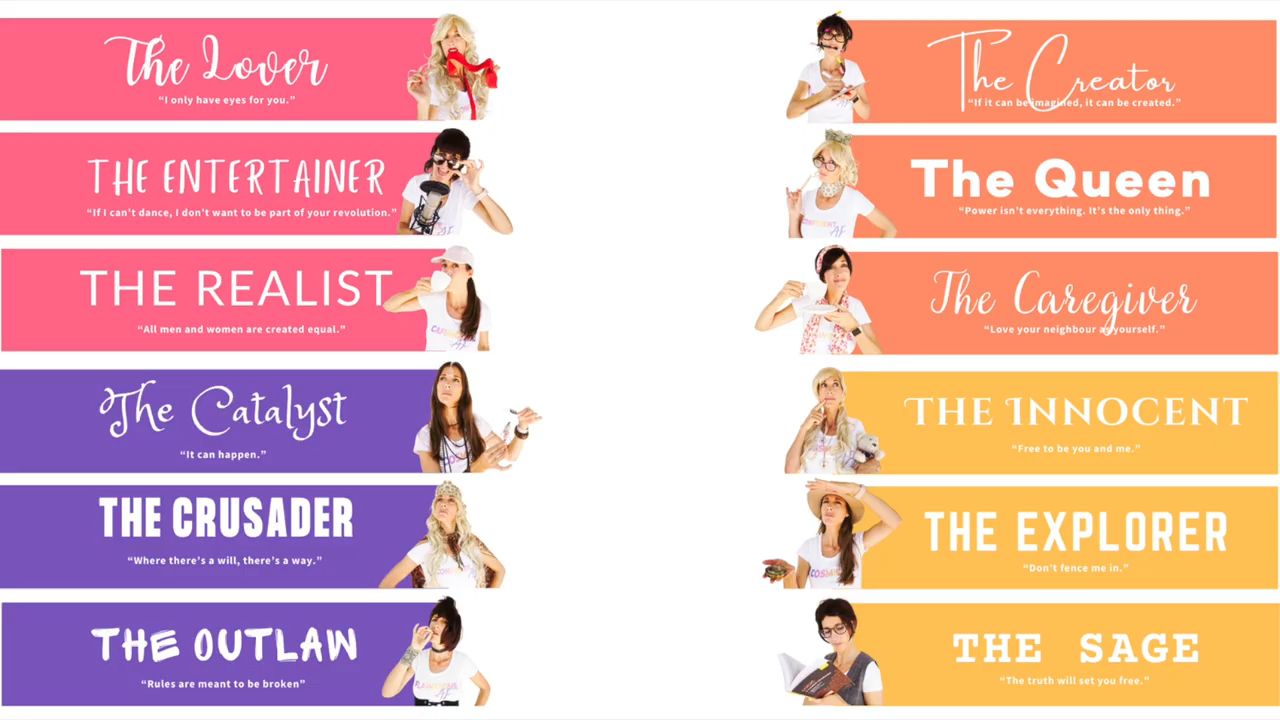 The Lover
“I only have eyes for you.”
THE ENTERTAINER
“If I can't dance, I don't want to be part of your revolution.”
THE REALIST
“All men and women are created equal.”
The Catalyst
“It can happen.”
THE CRUSADER
“Where there's a will, there's a way.”
THE OUTLAW
“Rules are meant to be broken”
The Creator
“If it can be imagined, it can be created.”
The Queen
“Power isn't everything. It's the only thing.”
The Caregiver
“Love your neighbour as yourself.”
THE INNOCENT
“Free to be you and me.”
THE EXPLORER
“Don't fence me in.”
THE SAGE
“The truth will set you free.”